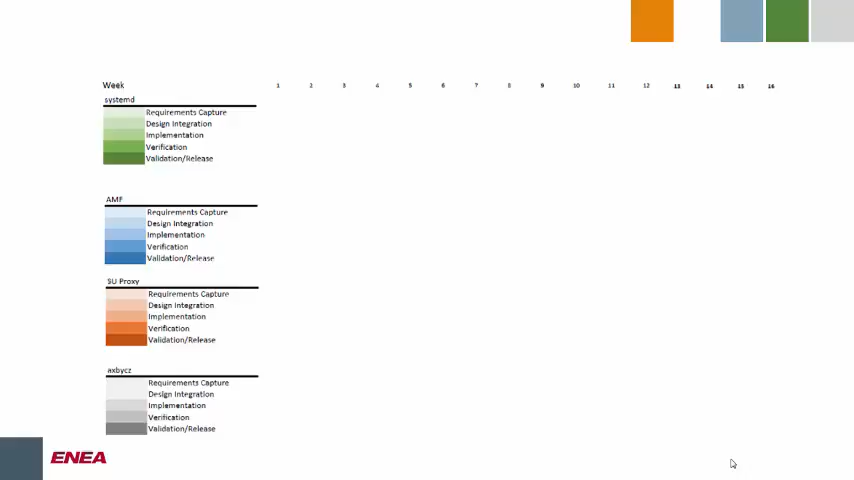 Week 1 2 3 4 5 6 7 8 9 10 11 12 13 14 15 16
systemd
Requirements Capture
Design Integration
Implementation
Verification
Validation/Release
AMF
Requirements Capture
Design Integration
Implementation
Verification
Validation/Release
SU Proxy
Requirements Capture
Design Integration
Implementation
Verification
Validation/Release
axbycz
Requirements Capture
Design Integration
Implementation
Verification
Validation/Release
ENEA